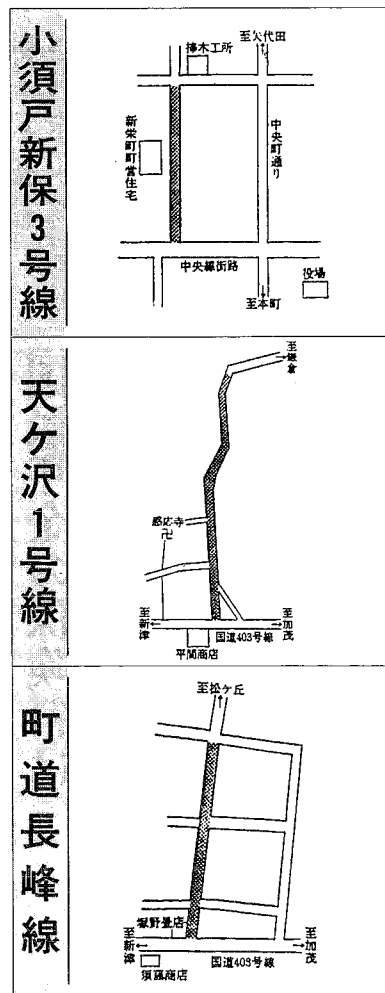 小須戸新保3号線
至矢代田
木工所
新栄町町営住宅
中央町通り
中央線街路
役場
至本町
天ケ沢1号線
至鎌倉
感応寺
卍
至新津
至加茂
国道403号線
平間商店
町道長峰線
至松ケ丘
塚野畳店
至新津
至加茂
国道403号線
須藤商店